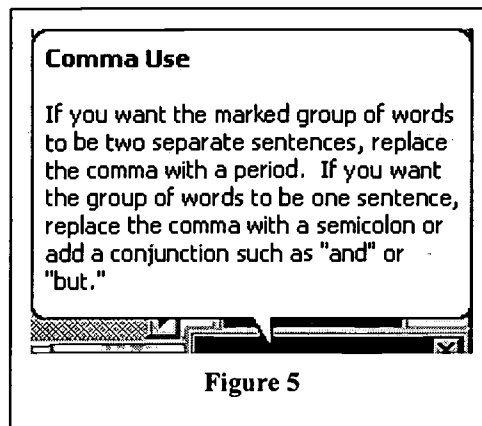 Comma Use
If you want the marked group of words
to be two separate sentences, replace
the comma with a period.  If you want
the group of words to be one sentence,
replace the comma with a semicolon or
add a conjunction such as "and" or
"but."
Figure 5